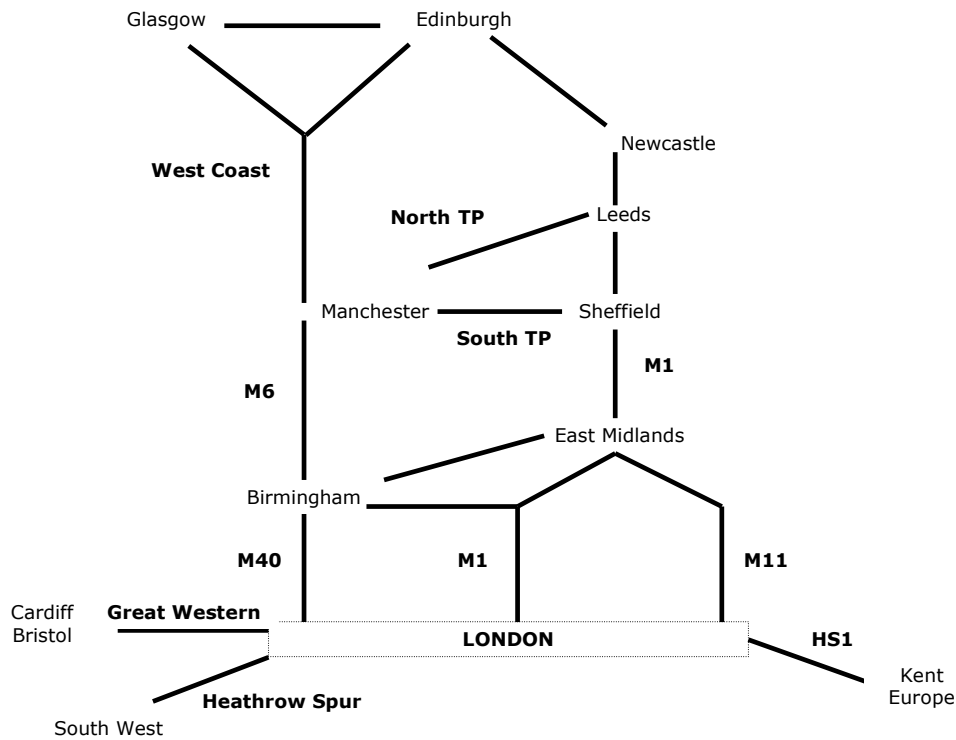 Glasgow
Edinburgh
Newcastle
West Coast
North TP
Leeds
Manchester
Sheffield
South TP
M1
M6
East Midlands
Birmingham
M40
M1
M11
Cardiff
Bristol
Great Western
LONDON
HS1
Kent
Europe
Heathrow Spur
South West